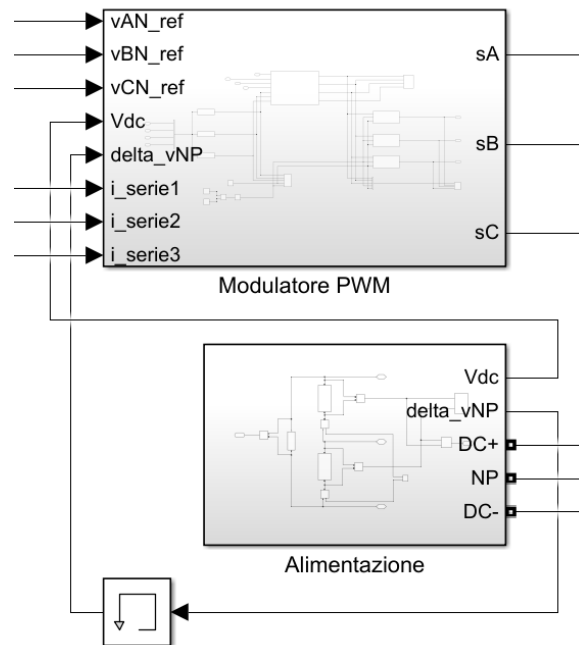 vAN_ref
vBN_ref
vCN_ref
Vdc
delta_vNP
i_serie1
i_serie2
i_serie3
sA
sB
sC
Modulatore PWM
Vdc
delta_vNP
DC+
NP
DC-
Alimentazione